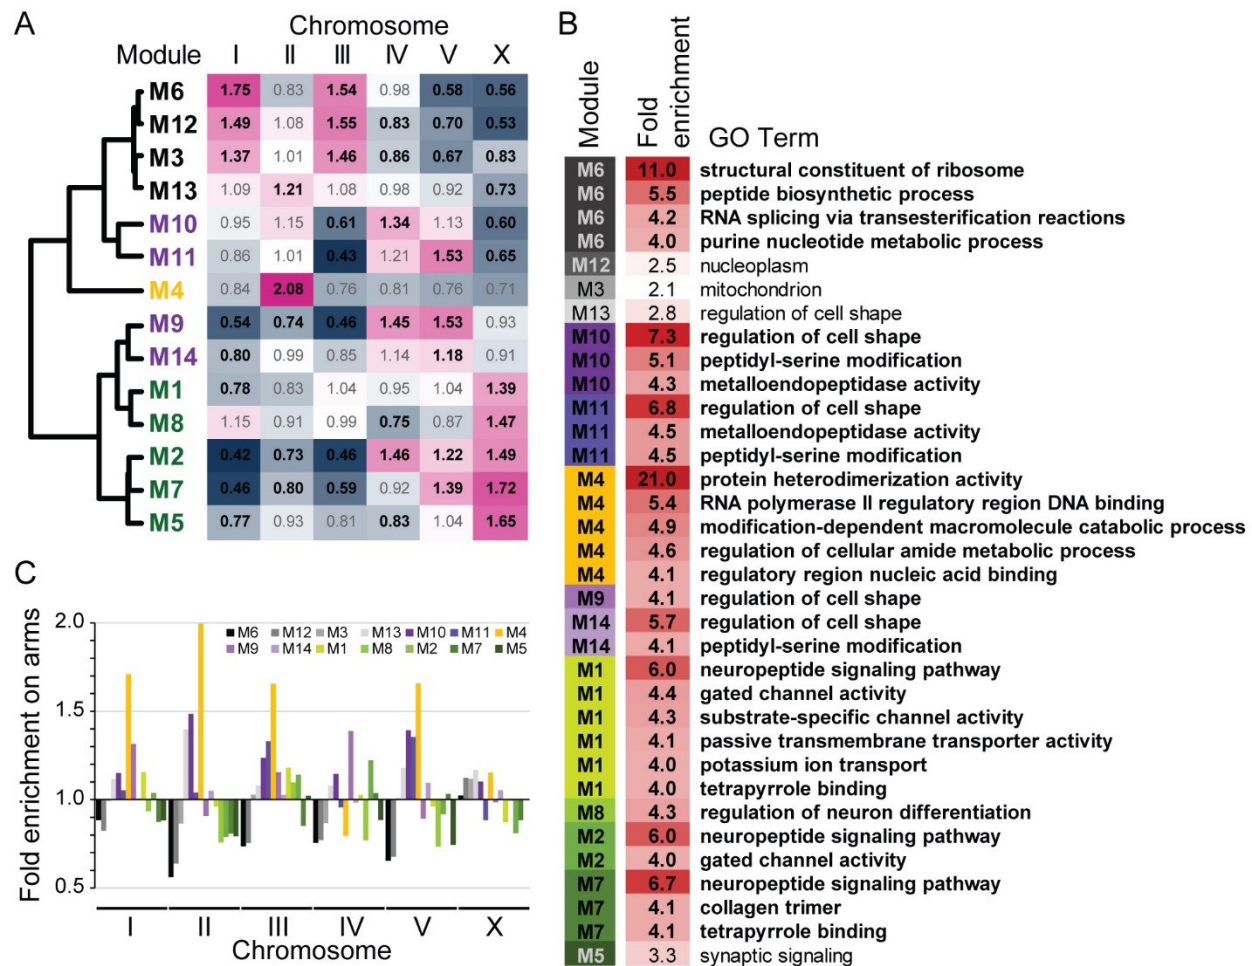 A
Chromosome
Module I II III IV V X
M6 1.75 0.83 1.54 0.98 0.58 0.56
M12 1.49 1.08 1.55 0.83 0.70 0.53
M3 1.37 1.01 1.46 0.86 0.67 0.83
M13 1.09 1.21 1.08 0.98 0.92 0.73
M10 0.95 1.15 0.61 1.34 1.13 0.60
M11 0.86 1.01 0.43 1.21 1.53 0.65
M4 0.84 2.08 0.76 0.81 0.76 0.71
M9 0.54 0.74 0.46 1.45 1.53 0.93
M14 0.80 0.99 0.85 1.14 1.18 0.91
M1 0.78 0.83 1.04 0.95 1.04 1.39
M8 1.15 0.91 0.99 0.75 0.87 1.47
M2 0.42 0.73 0.46 1.46 1.22 1.49
M7 0.46 0.80 0.59 0.92 1.39 1.72
M5 0.77 0.93 0.81 0.83 1.04 1.65
B
Module
Fold
enrichment
GO Term
M6 11.0 structural constituent of ribosome
M6 5.5 peptide biosynthetic process
M6 4.2 RNA splicing via transesterification reactions
M6 4.0 purine nucleotide metabolic process
M12 2.5 nucleoplasm
M3 2.1 mitochondrion
M13 2.8 regulation of cell shape
M10 7.3 regulation of cell shape
M10 5.1 peptidyl-serine modification
M10 4.3 metalloendopeptidase activity
M11 6.8 regulation of cell shape
M11 4.5 metalloendopeptidase activity
M11 4.5 peptidyl-serine modification
M4 21.0 protein heterodimerization activity
M4 5.4 RNA polymerase II regulatory region DNA binding
M4 4.9 modification-dependent macromolecule catabolic process
M4 4.6 regulation of cellular amide metabolic process
M4 4.1 regulatory region nucleic acid binding
M9 4.1 regulation of cell shape
M14 5.7 regulation of cell shape
M14 4.1 peptidyl-serine modification
M1 6.0 neuropeptide signaling pathway
M1 4.4 gated channel activity
M1 4.3 substrate-specific channel activity
M1 4.1 passive transmembrane transporter activity
M1 4.0 potassium ion transport
M1 4.0 tetrapyrrole binding
M8 4.3 regulation of neuron differentiation
M2 6.0 neuropeptide signaling pathway
M2 4.0 gated channel activity
M7 6.7 neuropeptide signaling pathway
M7 4.1 collagen trimer
M7 4.1 tetrapyrrole binding
M5 3.3 synaptic signaling
C
Fold enrichment on arms
2.0
1.5
1.0
0.5
M6 M12 M3 M13 M10 M11 M4
M9 M14 M1 M8 M2 M7 M5
I II III IV V X
Chromosome